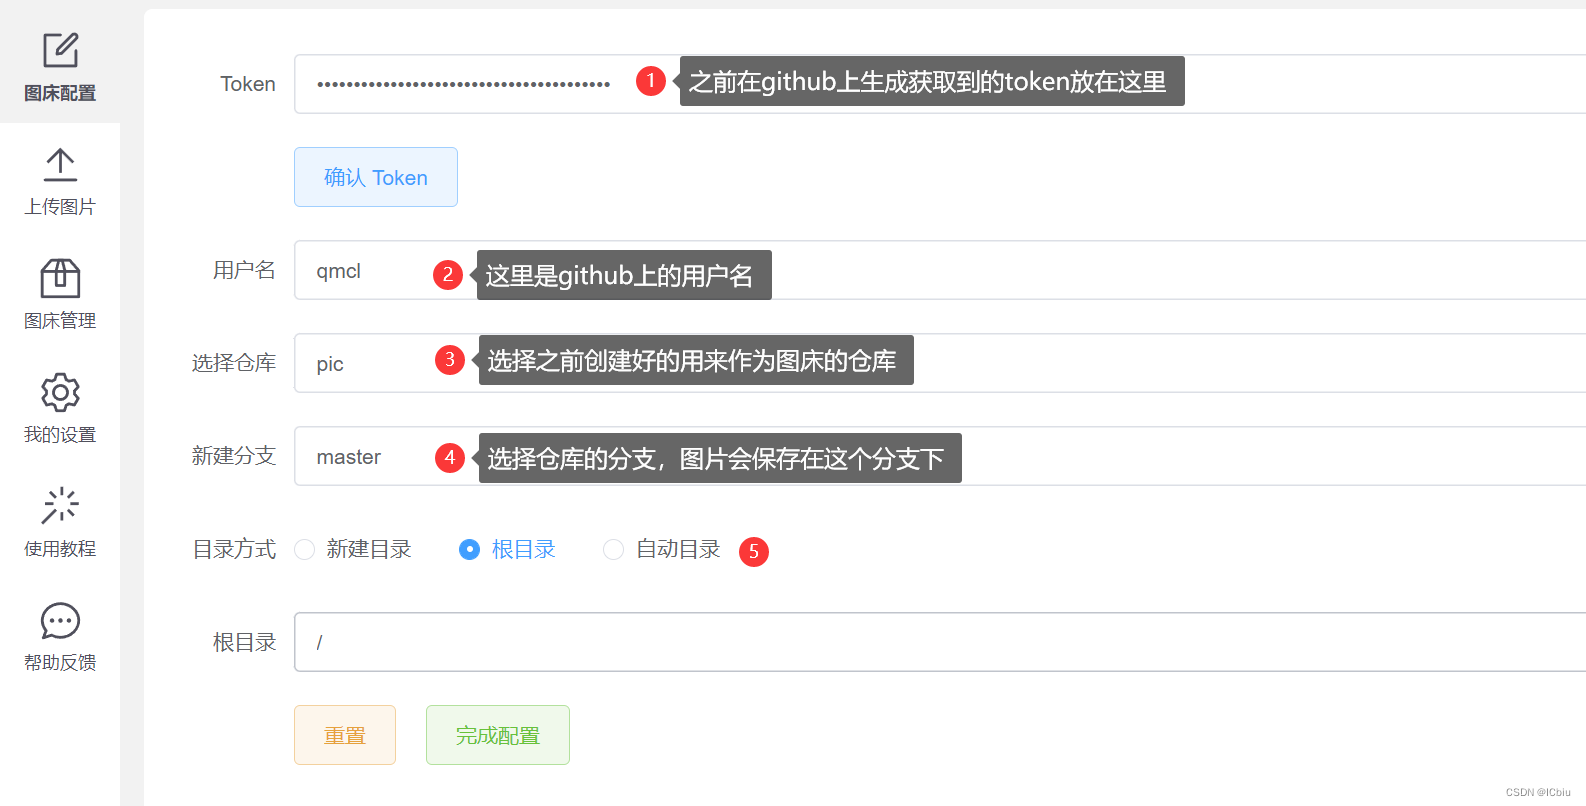 图床配置
上传图片
图床管理
我的设置
使用教程
帮助反馈
Token ••••••••••••••••••••••••••••••••••••••• 1 之前在github上生成获取到的token放在这里
确认 Token
用户名 qmcl 2 这里是github上的用户名
选择仓库 pic 3 选择之前创建好的用来作为图床的仓库
新建分支 master 4 选择仓库的分支，图片会保存在这个分支下
目录方式 新建目录 根目录 自动目录 5
根目录 /
重置 完成配置
CSDN @ICbiu